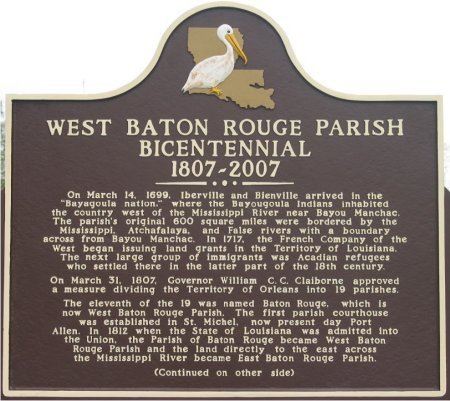 WEST BATON ROUGE PARISH
BICENTENNIAL
1807-2007
On March 14, 1699, Iberville and Bienville arrived in the
"Bayagoula nation," where the Bayougoula Indians inhabited
the country west of the Mississippi River near Bayou Manchac.
The parish's original 600 square miles were bordered by the
Mississippi, Atchafalaya, and False rivers with a boundary
across from Bayou Manchac. In 1717, the French Company of the
West began issuing land grants in the Territory of Louisiana.
The next large group of immigrants was Acadian refugees
who settled there in the latter part of the 18th century.
On March 31, 1807, Governor William C.C. Claiborne approved
a measure dividing the Territory of Orleans into 19 parishes.
The eleventh of the 19 was named Baton Rouge, which is
now West Baton Rouge Parish. The first parish courthouse
was established in St. Michel, now present day Port
Allen. In 1812 when the State of Louisiana was admitted into
the Union, the Parish of Baton Rouge became West Baton
Rouge Parish and the land directly to the east across
the Mississippi River became East Baton Rouge Parish.
(Continued on other side)